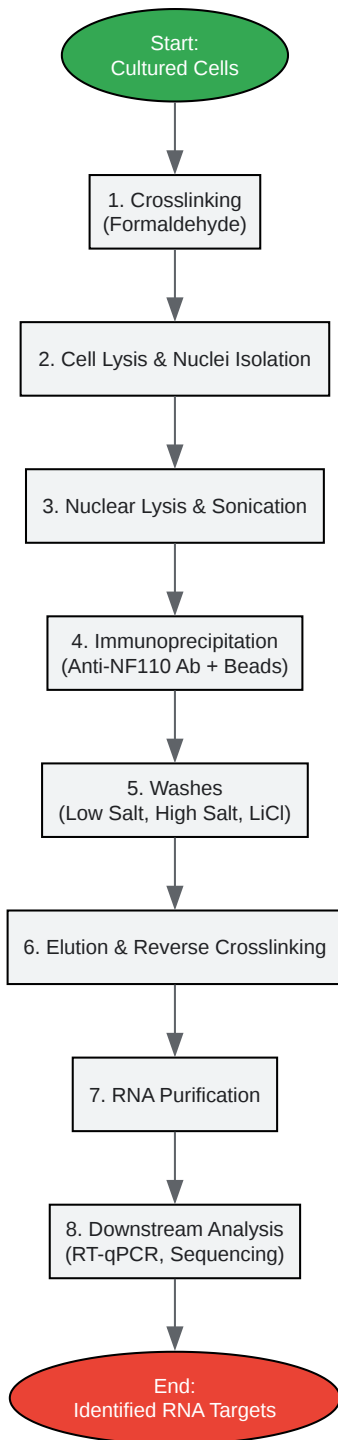 Start:
Cultured Cells
1. Crosslinking
(Formaldehyde)
2. Cell Lysis & Nuclei Isolation
3. Nuclear Lysis & Sonication
4. Immunoprecipitation
(Anti-NF110 Ab + Beads)
5. Washes
(Low Salt, High Salt, LiCl)
6. Elution & Reverse Crosslinking
7. RNA Purification
8. Downstream Analysis
(RT-qPCR, Sequencing)
End:
Identified RNA Targets